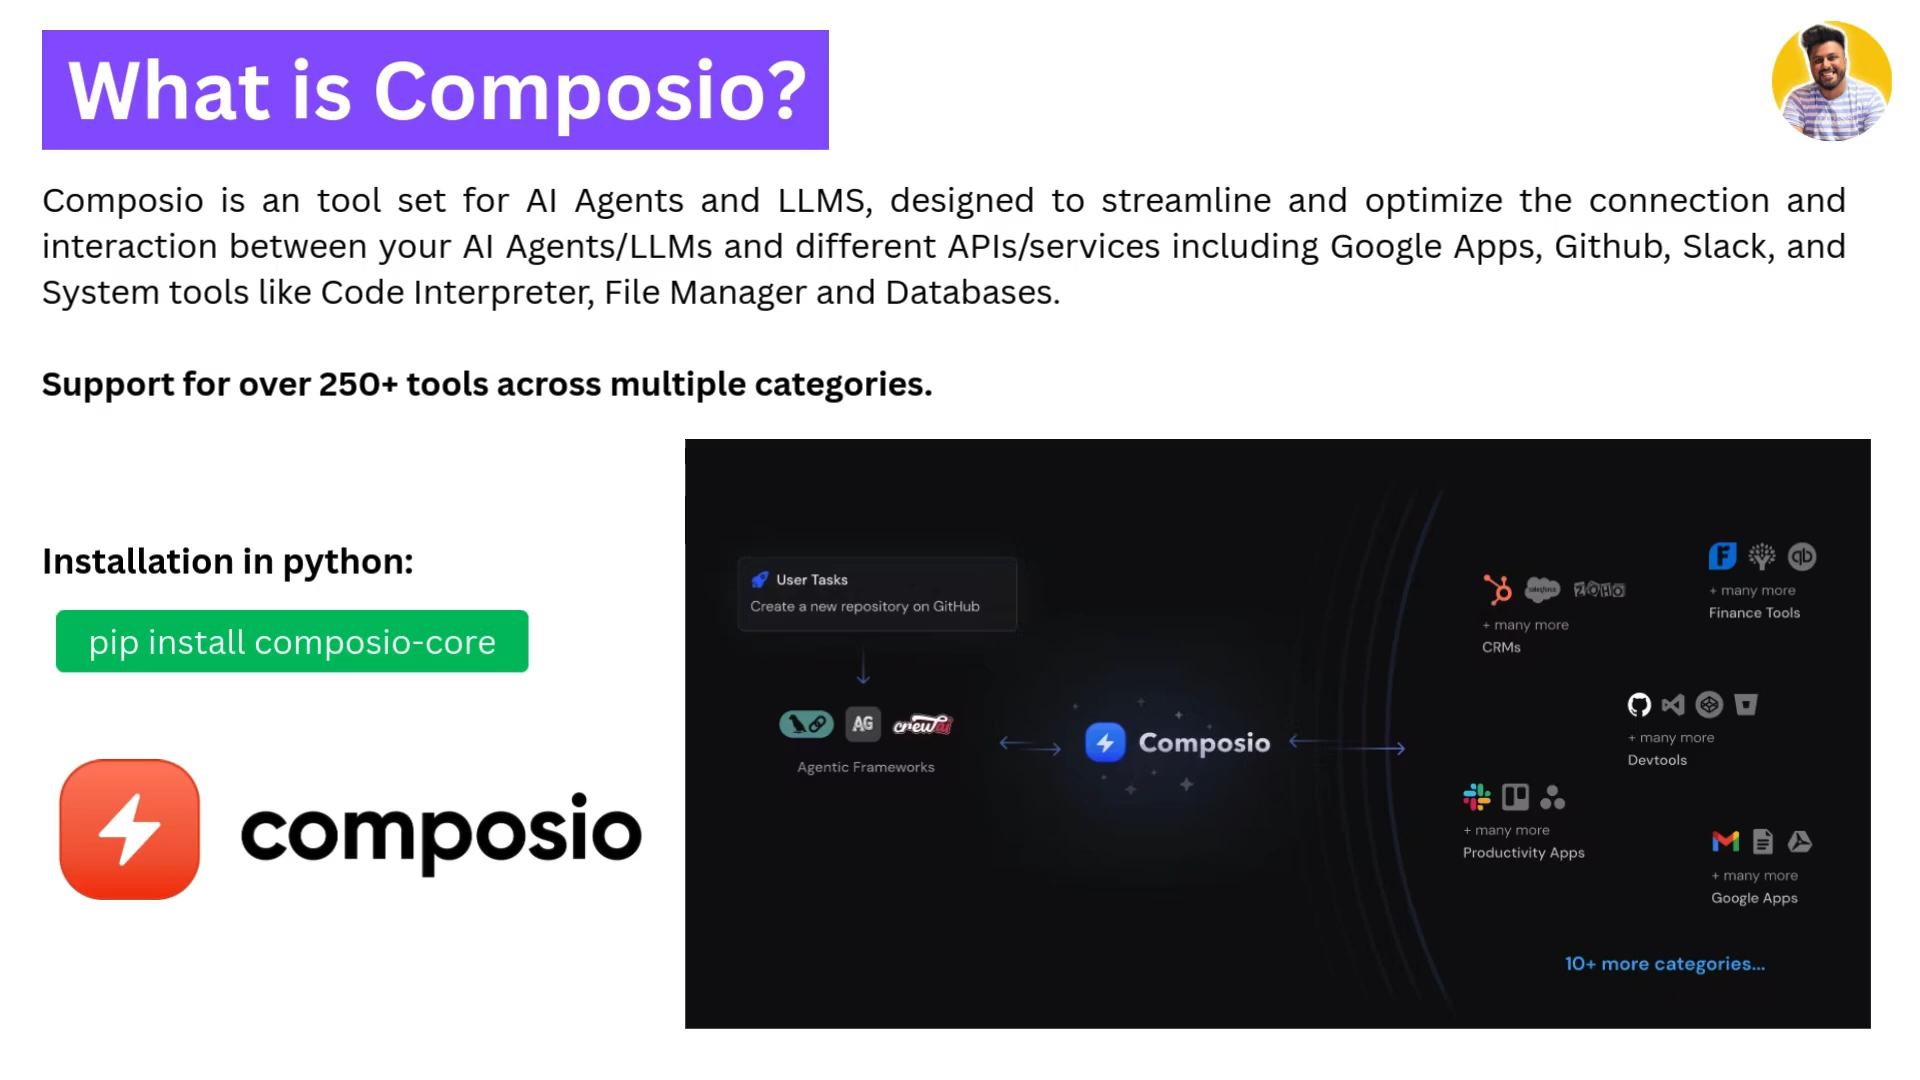 What is Composio?
Composio is an tool set for AI Agents and LLMS, designed to streamline and optimize the connection and
interaction between your AI Agents/LLMs and different APIs/services including Google Apps, Github, Slack, and
System tools like Code Interpreter, File Manager and Databases.
Support for over 250+ tools across multiple categories.
Installation in python:
pip install composio-core
composio
User Tasks
Create a new repository on GitHub
AG
crewai
Agentic Frameworks
Composio
salesforce
ZOHO
+ many more
CRMs
F
qb
+ many more
Finance Tools
+ many more
Devtools
+ many more
Productivity Apps
+ many more
Google Apps
10+ more categories...